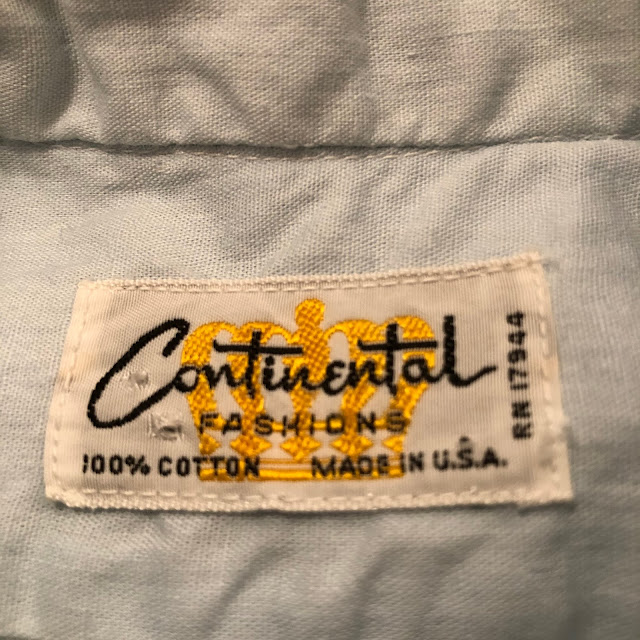 Continental
FASHIONS
100% COTTON MADE IN U.S.A.
RN 17944